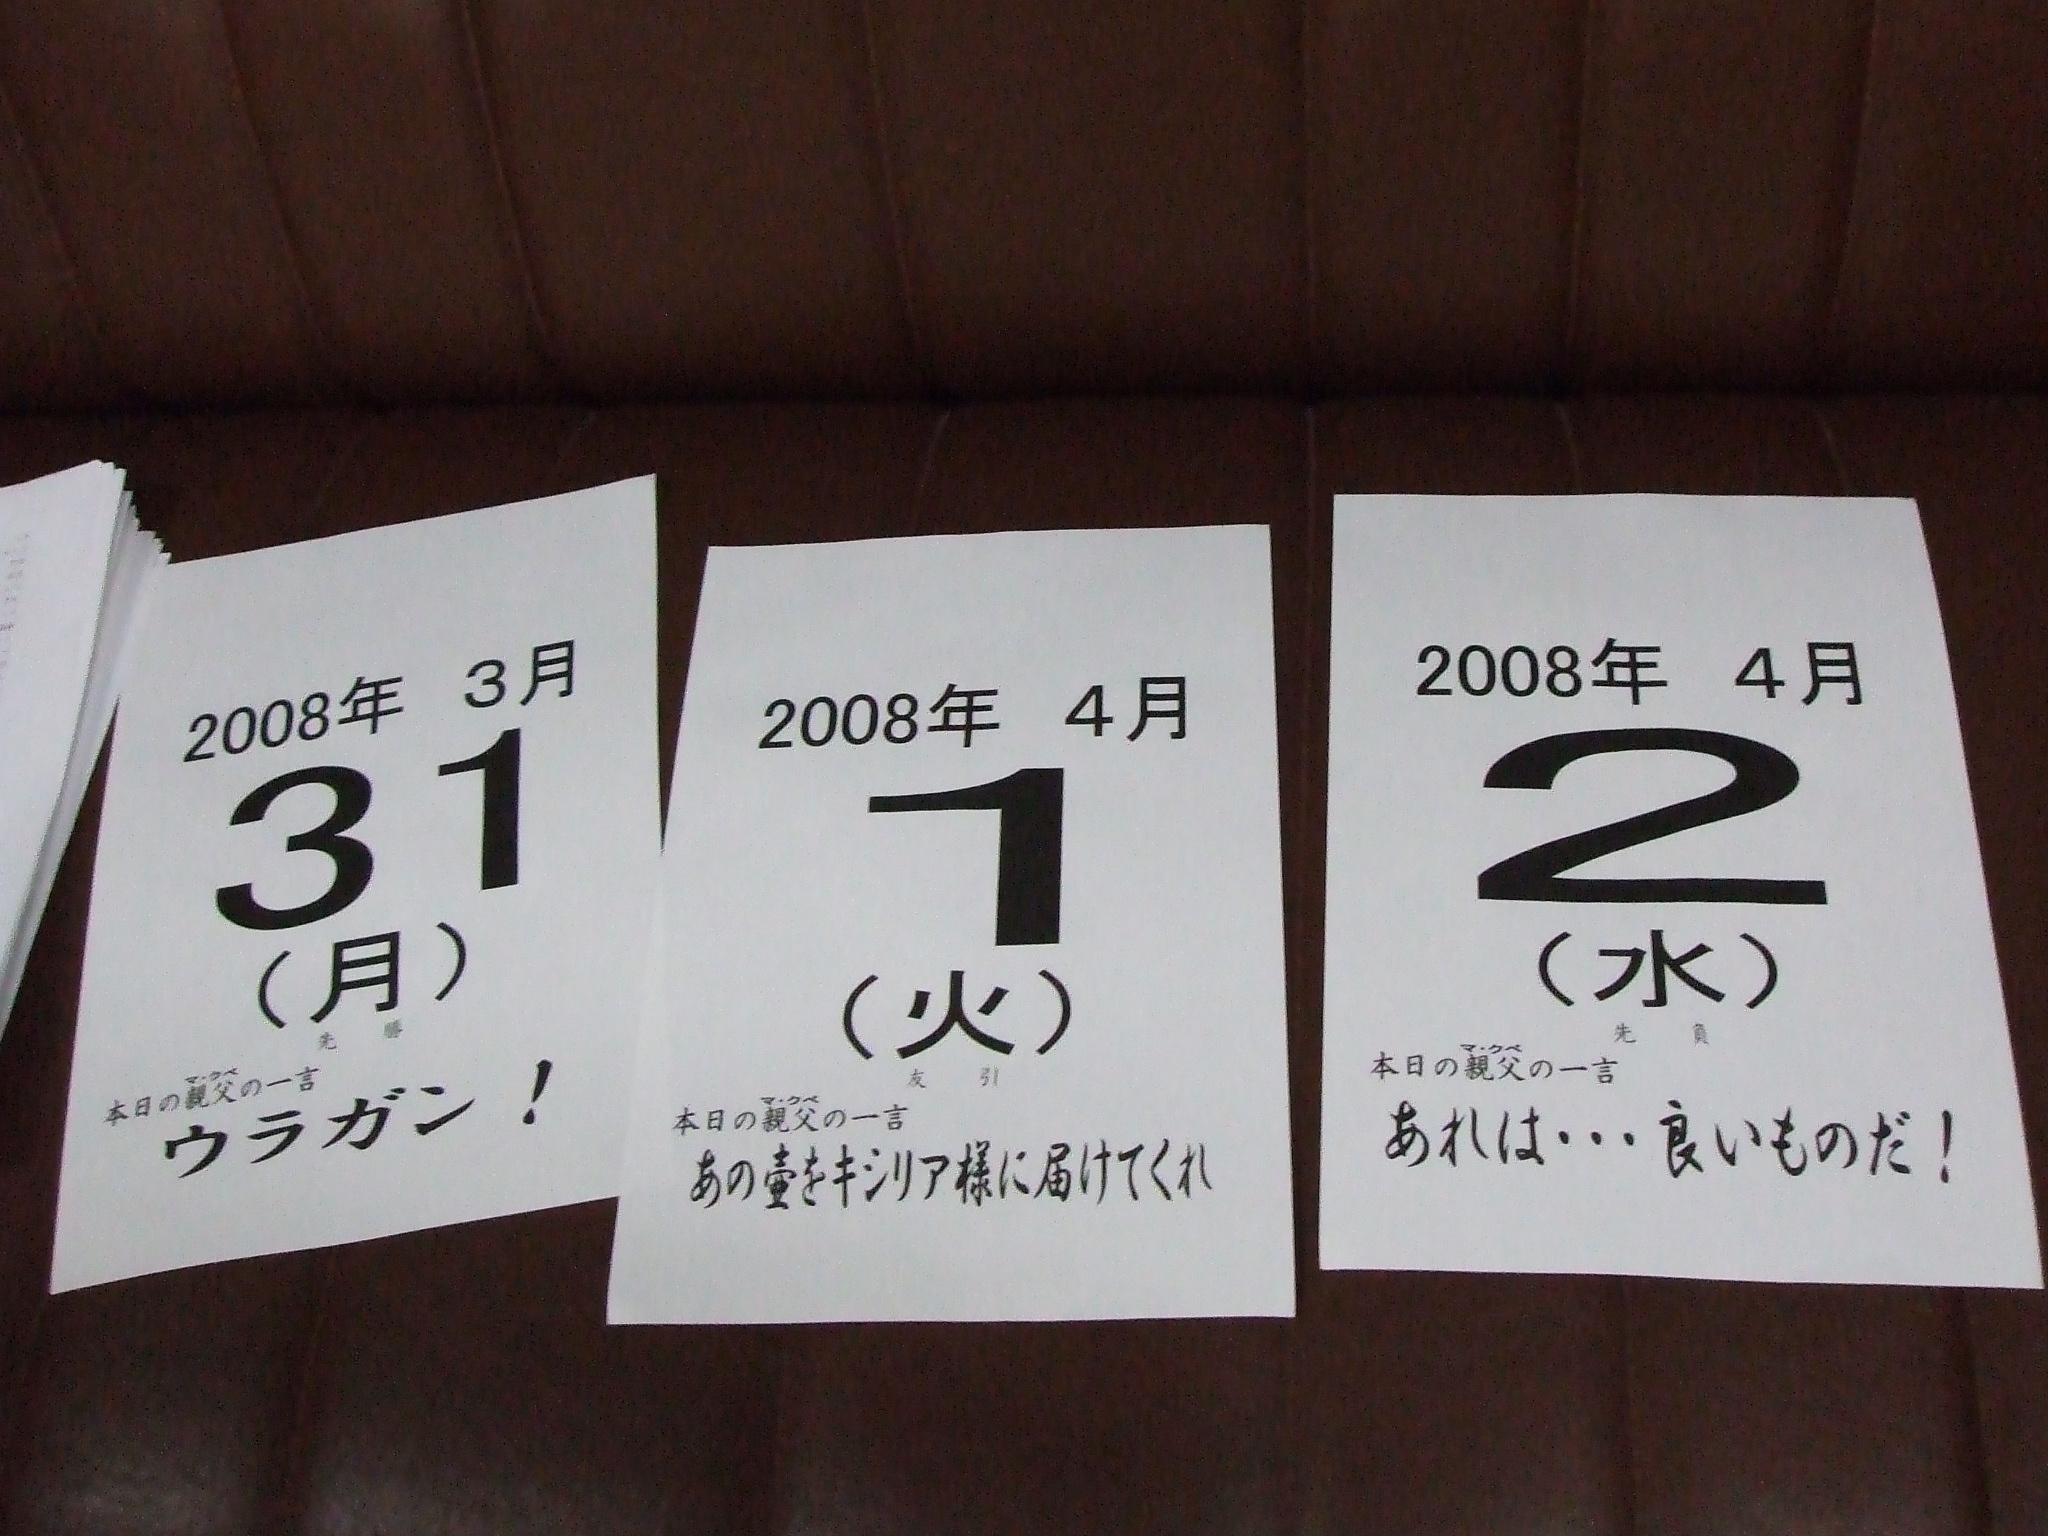 2008年 3月
31
（月）
先 勝
本日の親父の一言
マ・クベ
ウラガン！
2008年 4月
1
（火）
友 引
本日の親父の一言
マ・クベ
あの壷をキシリア様に届けてくれ
2008年 4月
2
（水）
先 負
本日の親父の一言
マ・クベ
あれは・・・良いものだ！